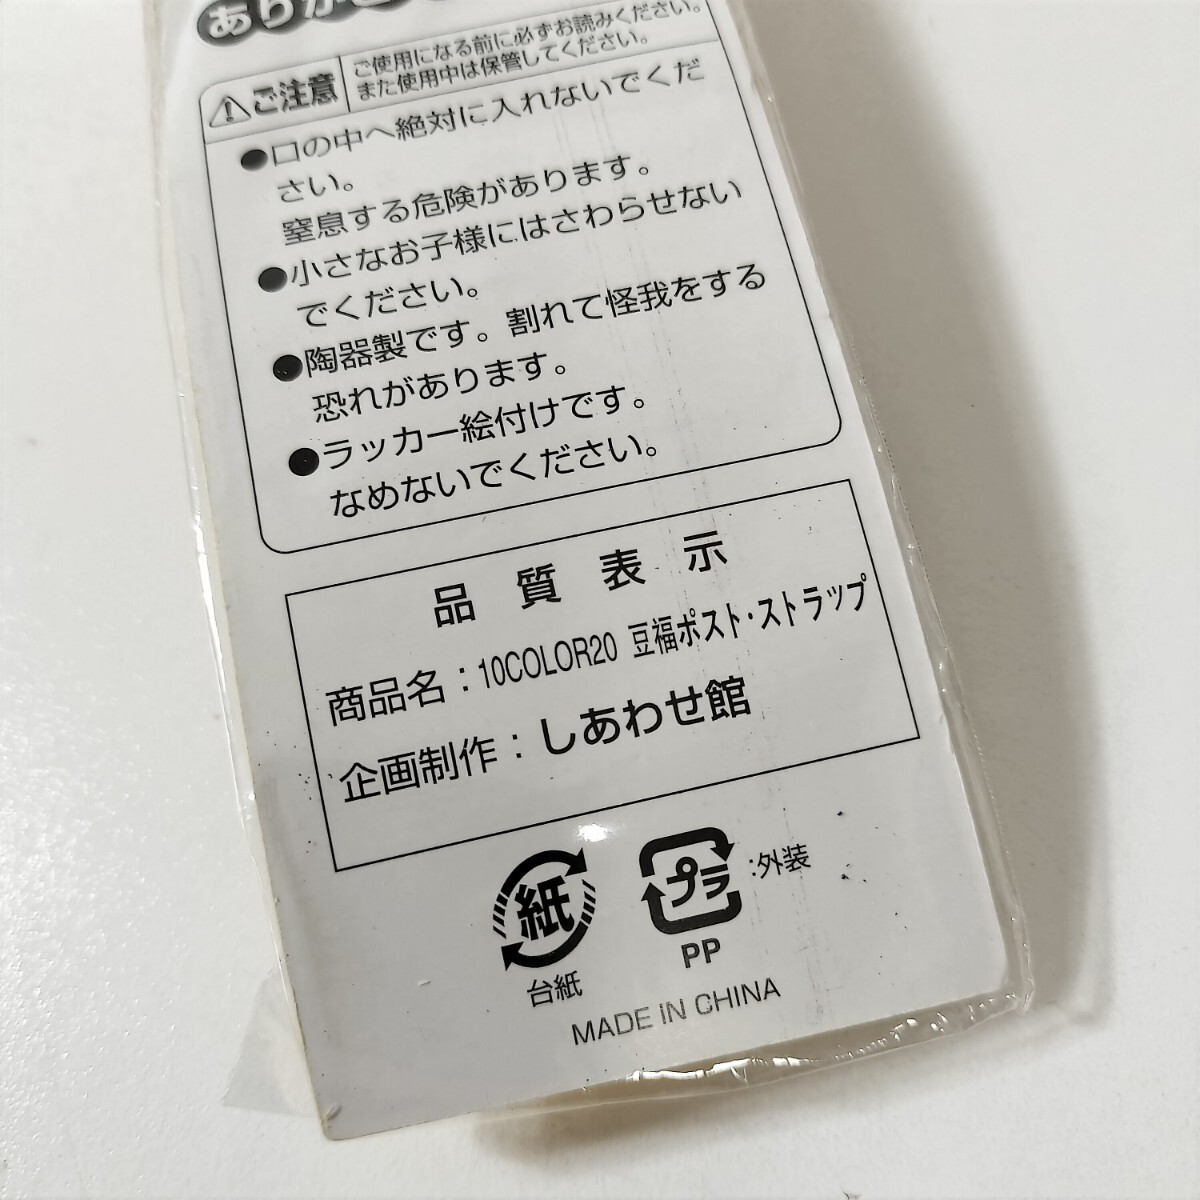 ありがと
ご注意
ご使用になる前に必ずお読みください。
また使用中は保管してください。
●口の中へ絶対に入れないでくだ
さい。
窒息する危険があります。
●小さなお子様にはさわらせない
でください。
●陶器製です。割れて怪我をする
恐れがあります。
●ラッカー絵付けです。
なめないでください。
品質表示
商品名：10COLOR20 豆福ポスト・ストラップ
企画制作：しあわせ館
紙
台紙
プラ
:外装
PP
MADE IN CHINA